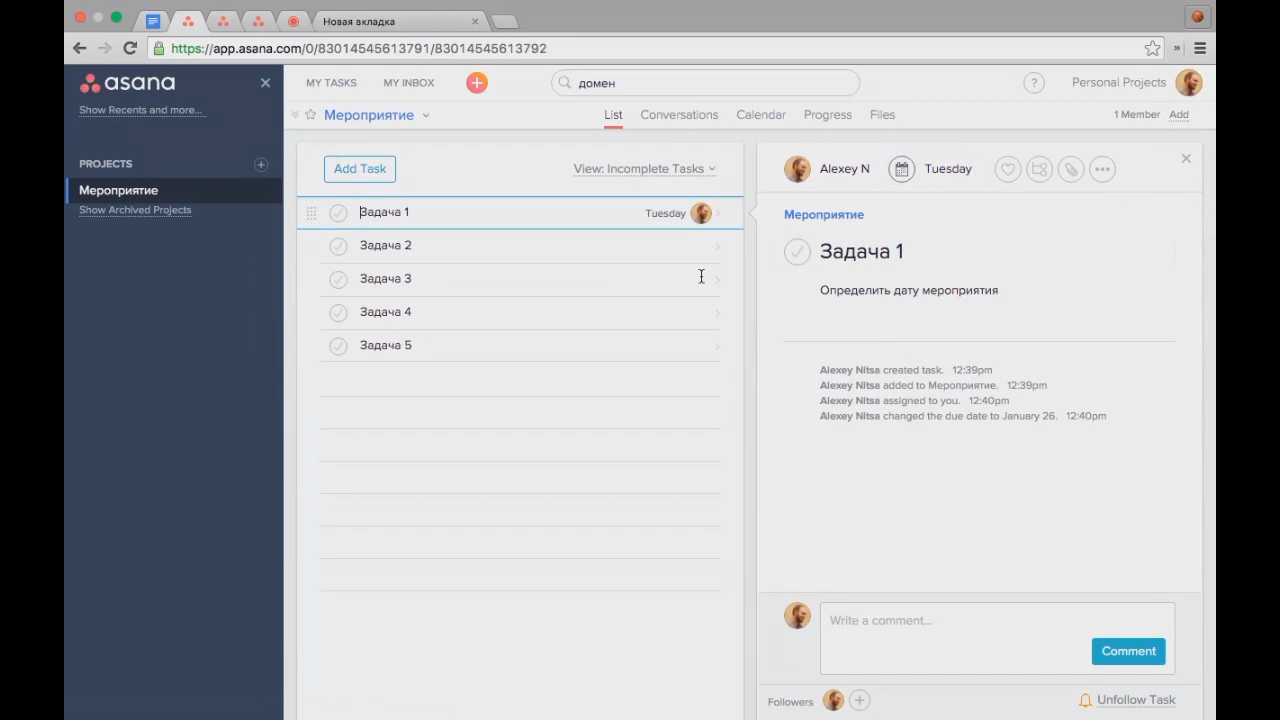 Новая вкладка
https://app.asana.com/0/83014545613791/83014545613792
asana
MY TASKS
MY INBOX
домен
Personal Projects
Show Recents and more...
Мероприятие
List
Conversations
Calendar
Progress
Files
1 Member
Add
PROJECTS
Мероприятие
Show Archived Projects
Add Task
View: Incomplete Tasks
Задача 1
Tuesday
Задача 2
Задача 3
Задача 4
Задача 5
Alexey N
Tuesday
Мероприятие
Задача 1
Определить дату мероприятия
Alexey Nitsa created task. 12:39pm
Alexey Nitsa added to Мероприятие. 12:39pm
Alexey Nitsa assigned to you. 12:40pm
Alexey Nitsa changed the due date to January 26. 12:40pm
Write a comment...
Comment
Followers
Unfollow Task